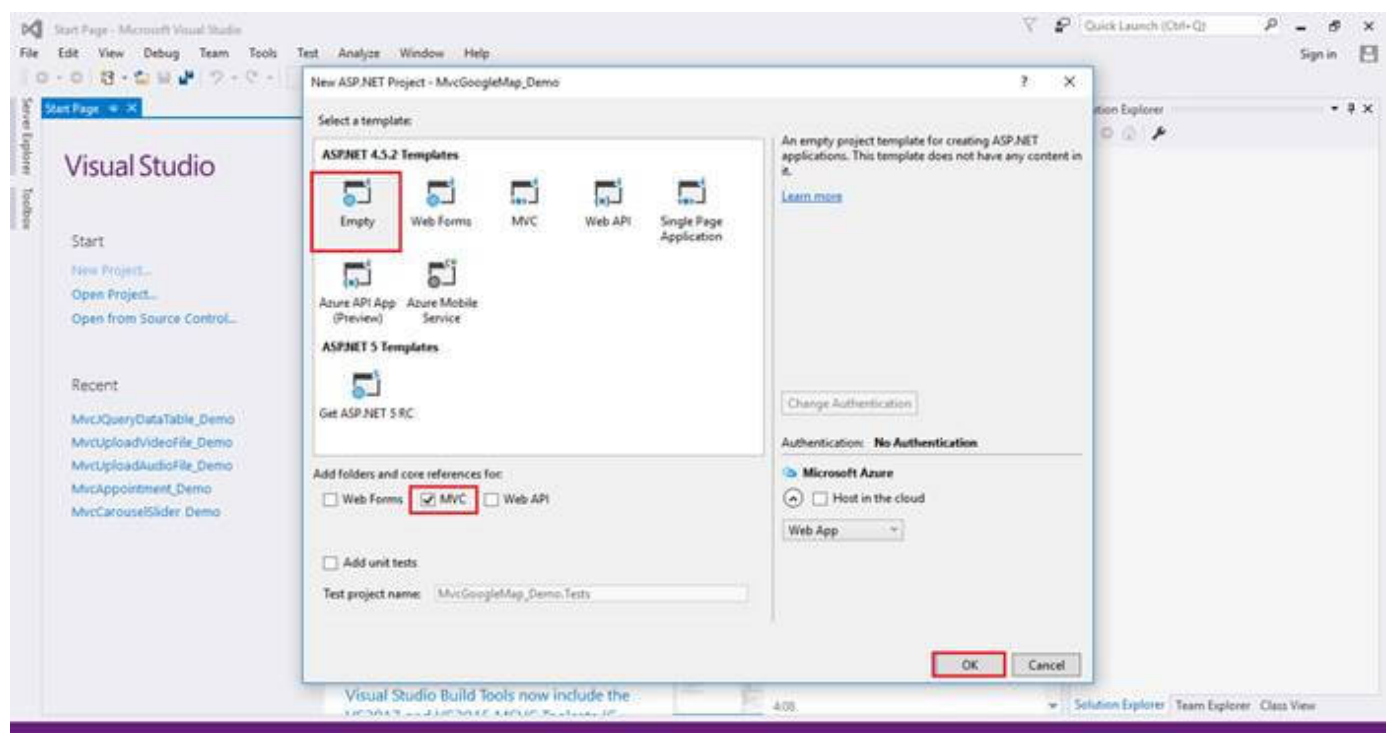 Start Page - Microsoft Visual Studio
Quick Launch (Ctrl+Q)
File Edit View Debug Team Tools Test Analyze Window Help
Sign in
Server Explorer
Toolbox
Start Page
Visual Studio
Start
New Project...
Open Project...
Open from Source Control...
Recent
MvcJQueryDataTable_Demo
MvcUploadVideoFile_Demo
MvcUploadAudioFile_Demo
MvcAppointment_Demo
MvcCarouselSlider_Demo
New ASP.NET Project - MvcGoogleMap_Demo
? X
Select a template:
ASP.NET 4.5.2 Templates
Empty
Web Forms
MVC
Web API
Single Page
Application
Azure API App
(Preview)
Azure Mobile
Service
ASP.NET 5 Templates
Get ASP.NET 5 RC
Add folders and core references for:
Web Forms MVC Web API
Add unit tests
Test project name: MvcGoogleMap_Demo.Tests
An empty project template for creating ASP.NET
applications. This template does not have any content in
it.
Learn more
Change Authentication
Authentication: No Authentication
Microsoft Azure
Host in the cloud
Web App
OK Cancel
ution Explorer
Visual Studio Build Tools now include the
4:08
Solution Explorer Team Explorer Class View